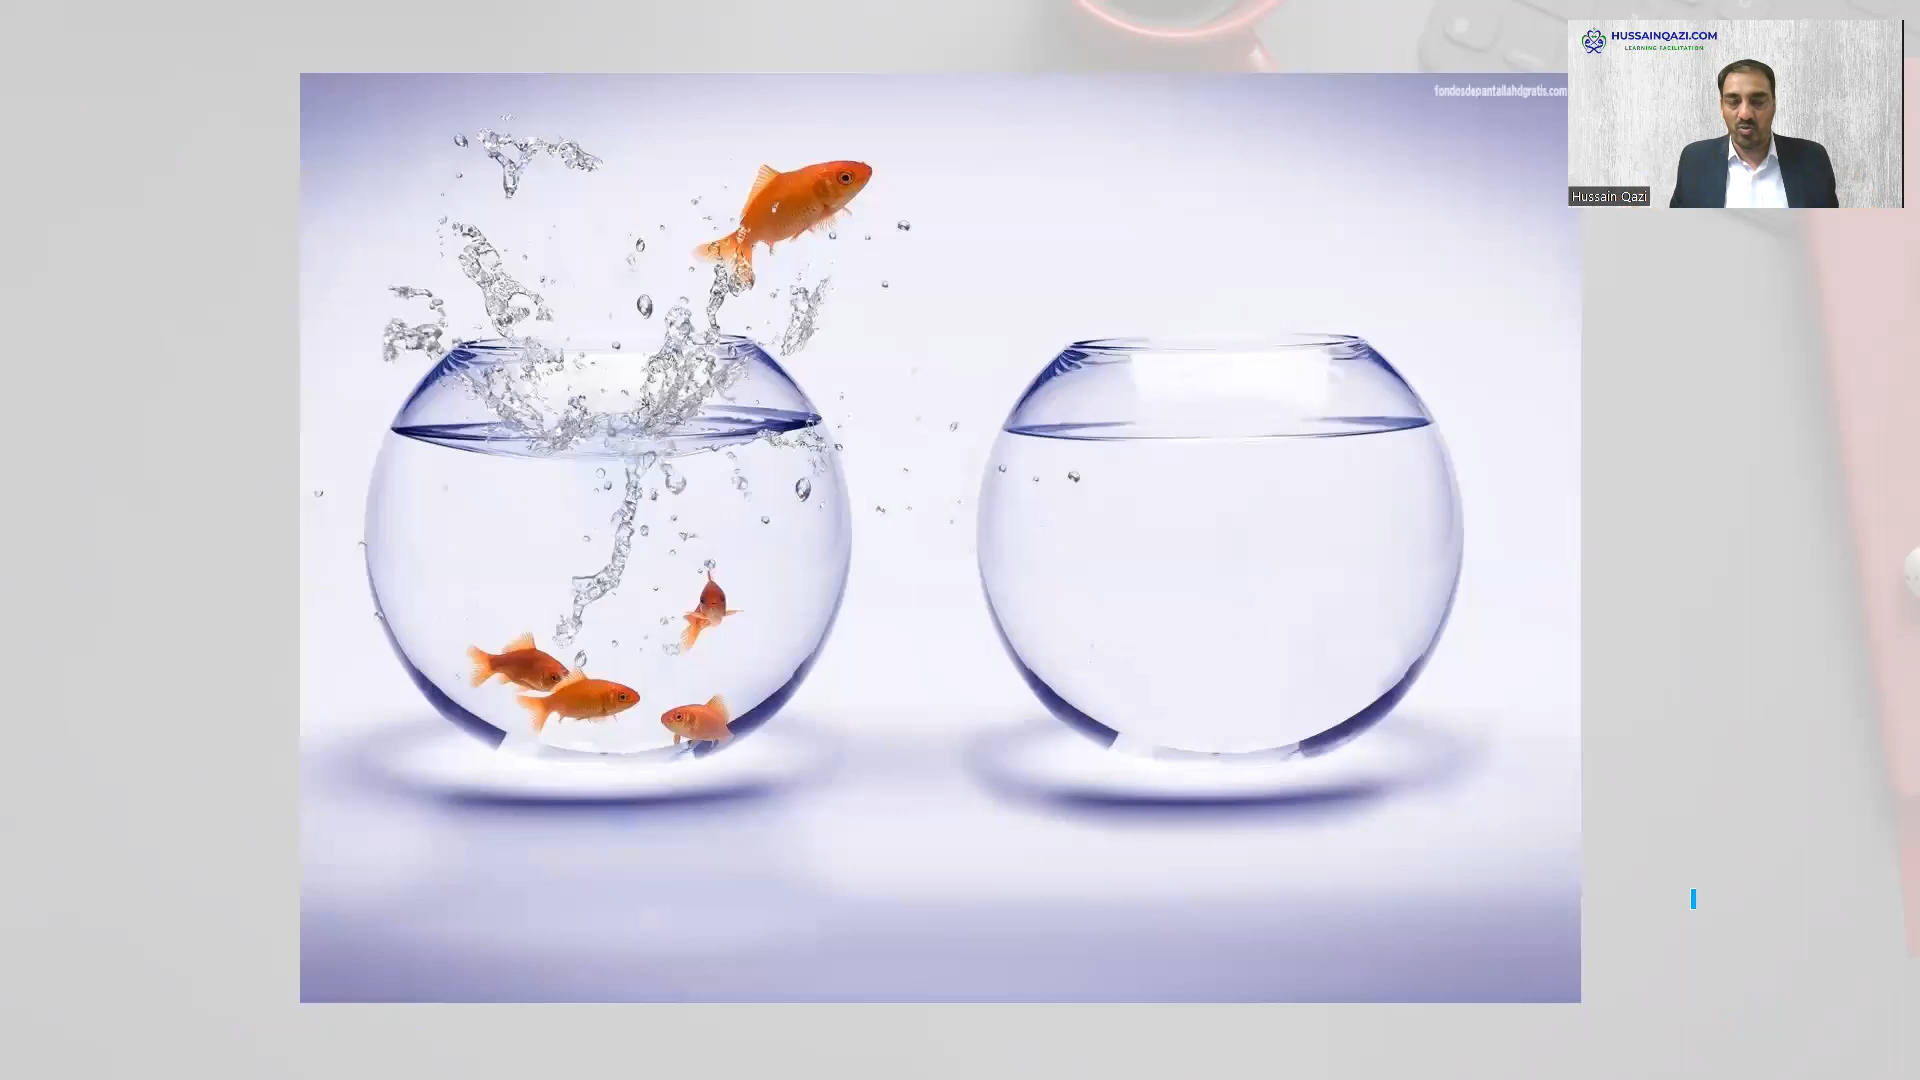 fondosdepantallahdgratis.com
HUSSAINQAZI.COM
LEARNING FACILITATION
Hussain Qazi